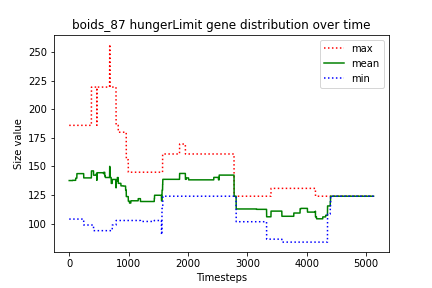 boids_87 hungerLimit gene distribution over time
max
mean
min
Size value
250
225
200
175
150
125
100
0
1000
2000
3000
4000
5000
Timesteps